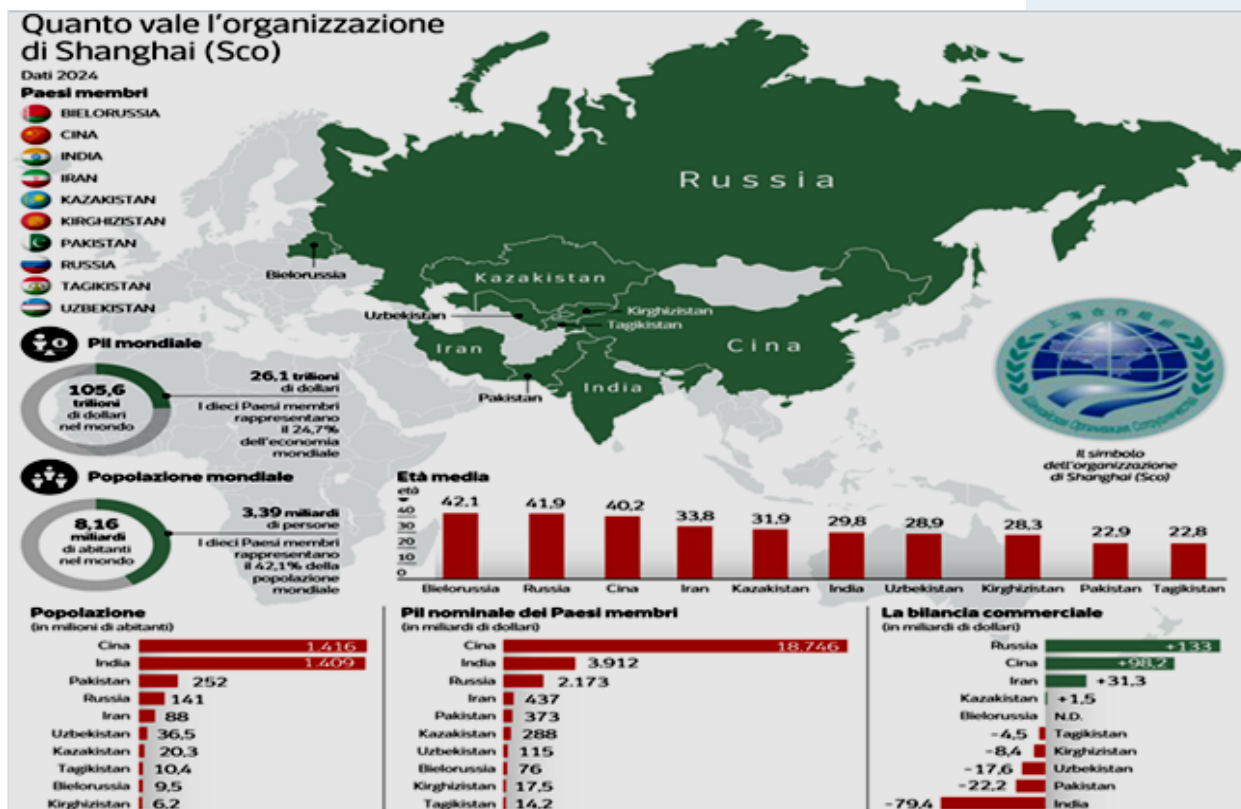 Quanto vale l'organizzazione
di Shanghai (Sco)
Dati 2024
Paesi membri
BIELORUSSIA
CINA
INDIA
IRAN
KAZAKISTAN
KIRGHIZISTAN
PAKISTAN
RUSSIA
TAGIKISTAN
UZBEKISTAN
Russia
Bielorussia
Kazakistan
Uzbekistan
Kirghizistan
Tagikistan
Iran
Cina
India
Pakistan
上海合作组织
Шанхайская Организация Сотрудничества
Il simbolo
dell'organizzazione
di Shanghai (Sco)
Pil mondiale
105,6
trilioni
di dollari
nel mondo
26,1 trilioni
di dollari
I dieci Paesi membri
rappresentano
il 24,7%
dell'economia
mondiale
Popolazione mondiale
8,16
miliardi
di abitanti
nel mondo
3,39 miliardi
di persone
I dieci Paesi membri
rappresentano
il 42,1% della
popolazione
mondiale
Età media
età
40
30
20
10
0
42,1 41,9 40,2 33,8 31,9 29,8 28,9 28,3 22,9 22,8
Bielorussia Russia Cina Iran Kazakistan India Uzbekistan Kirghizistan Pakistan Tagikistan
Popolazione
(in milioni di abitanti)
Cina 1.416
India 1.409
Pakistan 252
Russia 141
Iran 88
Uzbekistan 36,5
Kazakistan 20,3
Tagikistan 10,4
Bielorussia 9,5
Kirghizistan 6,2
Pil nominale dei Paesi membri
(in miliardi di dollari)
Cina 18.746
India 3.912
Russia 2.173
Iran 437
Pakistan 373
Kazakistan 288
Uzbekistan 115
Bielorussia 76
Kirghizistan 17,5
Tagikistan 14,2
La bilancia commerciale
(in miliardi di dollari)
Russia +133
Cina +98,2
Iran +31,3
Kazakistan +1,5
Bielorussia N.D.
-4,5 Tagikistan
-8,4 Kirghizistan
-17,6 Uzbekistan
-22,2 Pakistan
-79,4 India